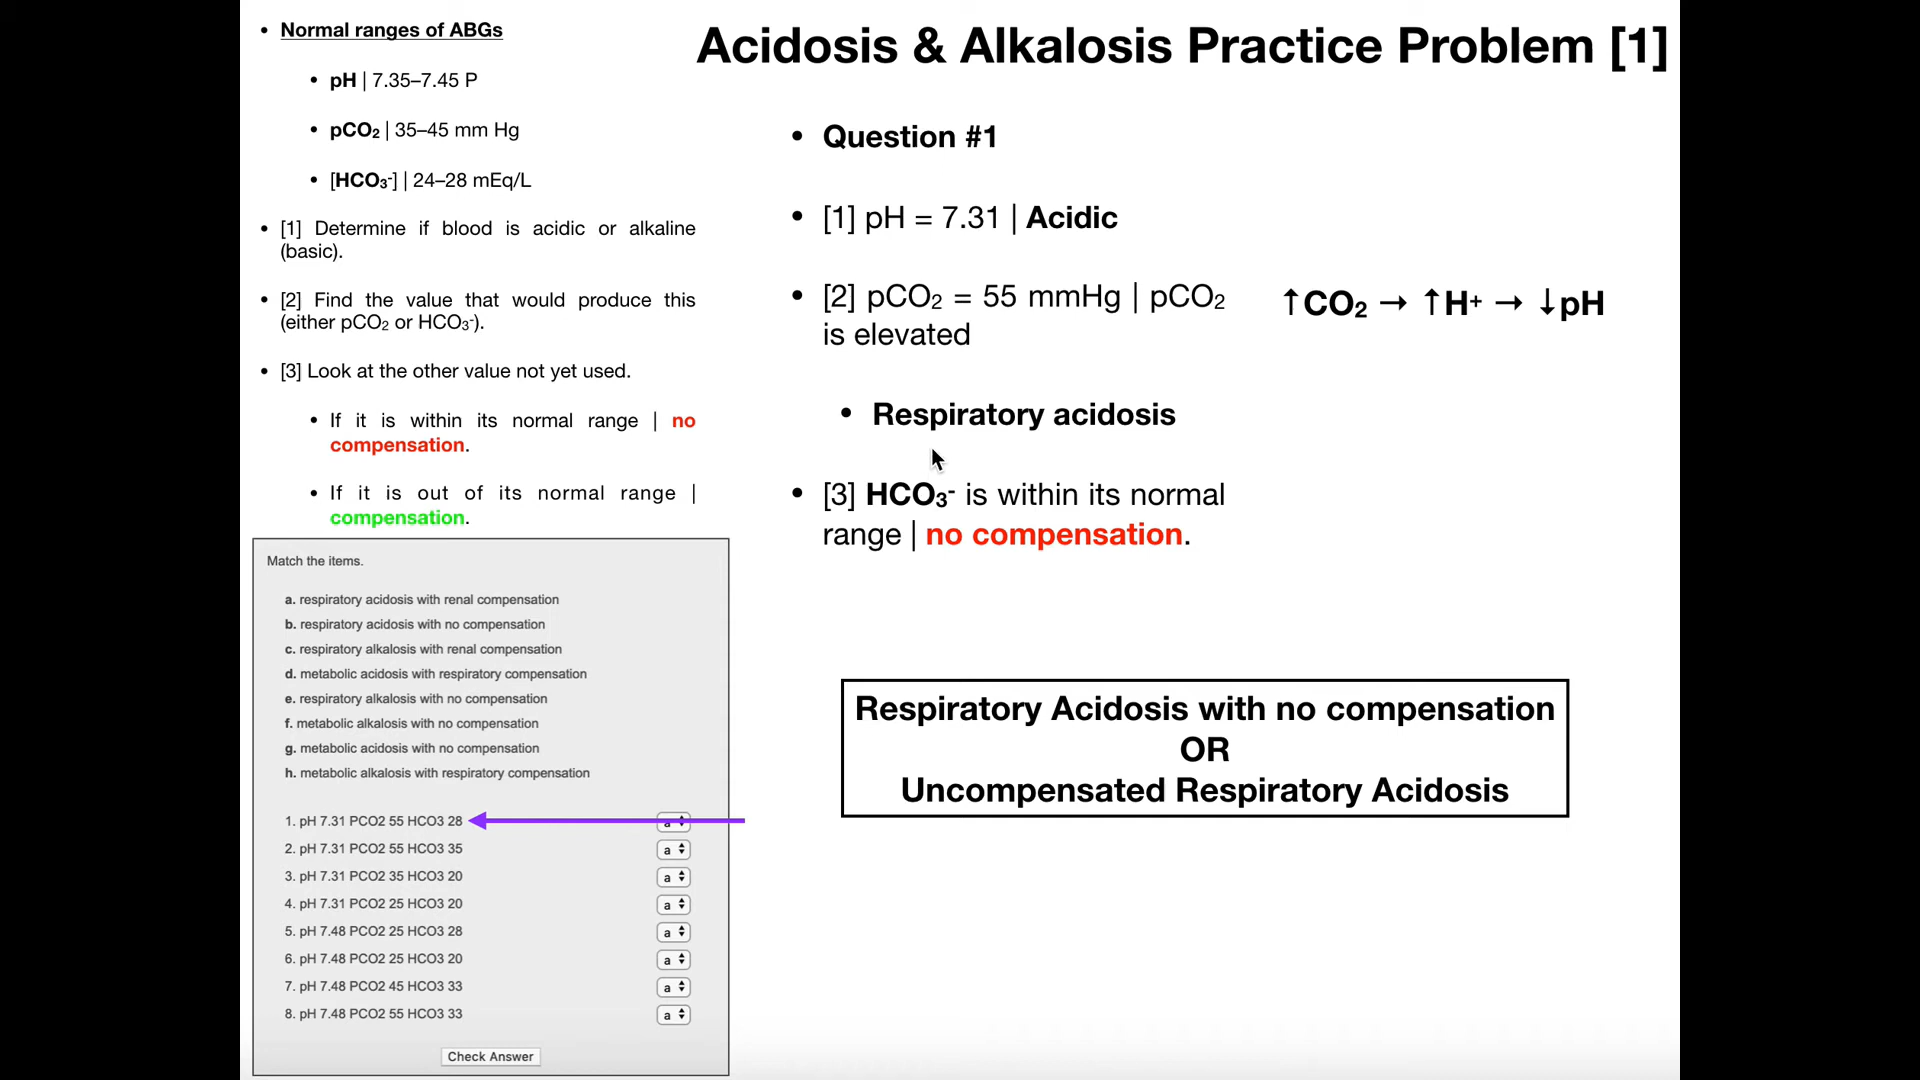 • Normal ranges of ABGs
• pH | 7.35–7.45 P
• pCO₂ | 35–45 mm Hg
• [HCO₃⁻] | 24–28 mEq/L
• [1] Determine if blood is acidic or alkaline
(basic).
• [2] Find the value that would produce this
(either pCO₂ or HCO₃⁻).
• [3] Look at the other value not yet used.
• If it is within its normal range | no
compensation.
• If it is out of its normal range |
compensation.
Match the items.
a. respiratory acidosis with renal compensation
b. respiratory acidosis with no compensation
c. respiratory alkalosis with renal compensation
d. metabolic acidosis with respiratory compensation
e. respiratory alkalosis with no compensation
f. metabolic alkalosis with no compensation
g. metabolic acidosis with no compensation
h. metabolic alkalosis with respiratory compensation
1. pH 7.31 PCO2 55 HCO3 28 a
2. pH 7.31 PCO2 55 HCO3 35 a
3. pH 7.31 PCO2 35 HCO3 20 a
4. pH 7.31 PCO2 25 HCO3 20 a
5. pH 7.48 PCO2 25 HCO3 28 a
6. pH 7.48 PCO2 25 HCO3 20 a
7. pH 7.48 PCO2 45 HCO3 33 a
8. pH 7.48 PCO2 55 HCO3 33 a
Check Answer
Acidosis & Alkalosis Practice Problem [1]
• Question #1
• [1] pH = 7.31 | Acidic
• [2] pCO₂ = 55 mmHg | pCO₂
is elevated
↑CO₂ → ↑H⁺ → ↓pH
• Respiratory acidosis
• [3] HCO₃⁻ is within its normal
range | no compensation.
Respiratory Acidosis with no compensation
OR
Uncompensated Respiratory Acidosis